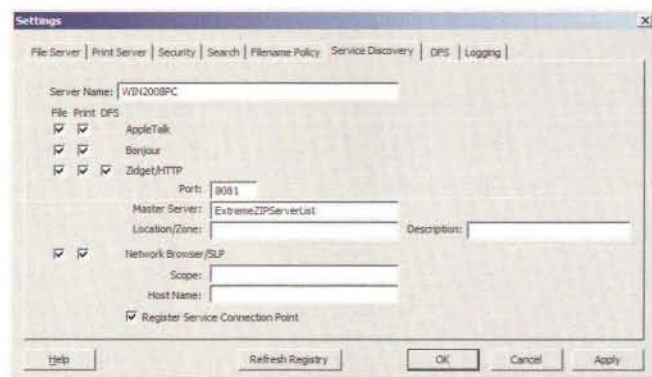 Settings
File Server Print Server Security Search Filename Policy Service Discovery DFS Logging
Server Name: WIN2008PC
File Print DFS
AppleTalk
Bonjour
Zidget/HTTP
Port: 8081
Master Server: ExtremeZIPServerList
Location/Zone: Description:
Network Browser/SLP
Scope:
Host Name:
Register Service Connection Point
Help Refresh Registry OK Cancel Apply